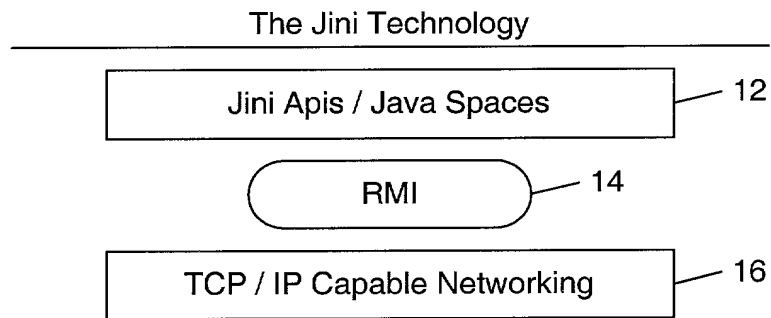 The Jini Technology
Jini Apis / Java Spaces
12
RMI
14
TCP / IP Capable Networking
16